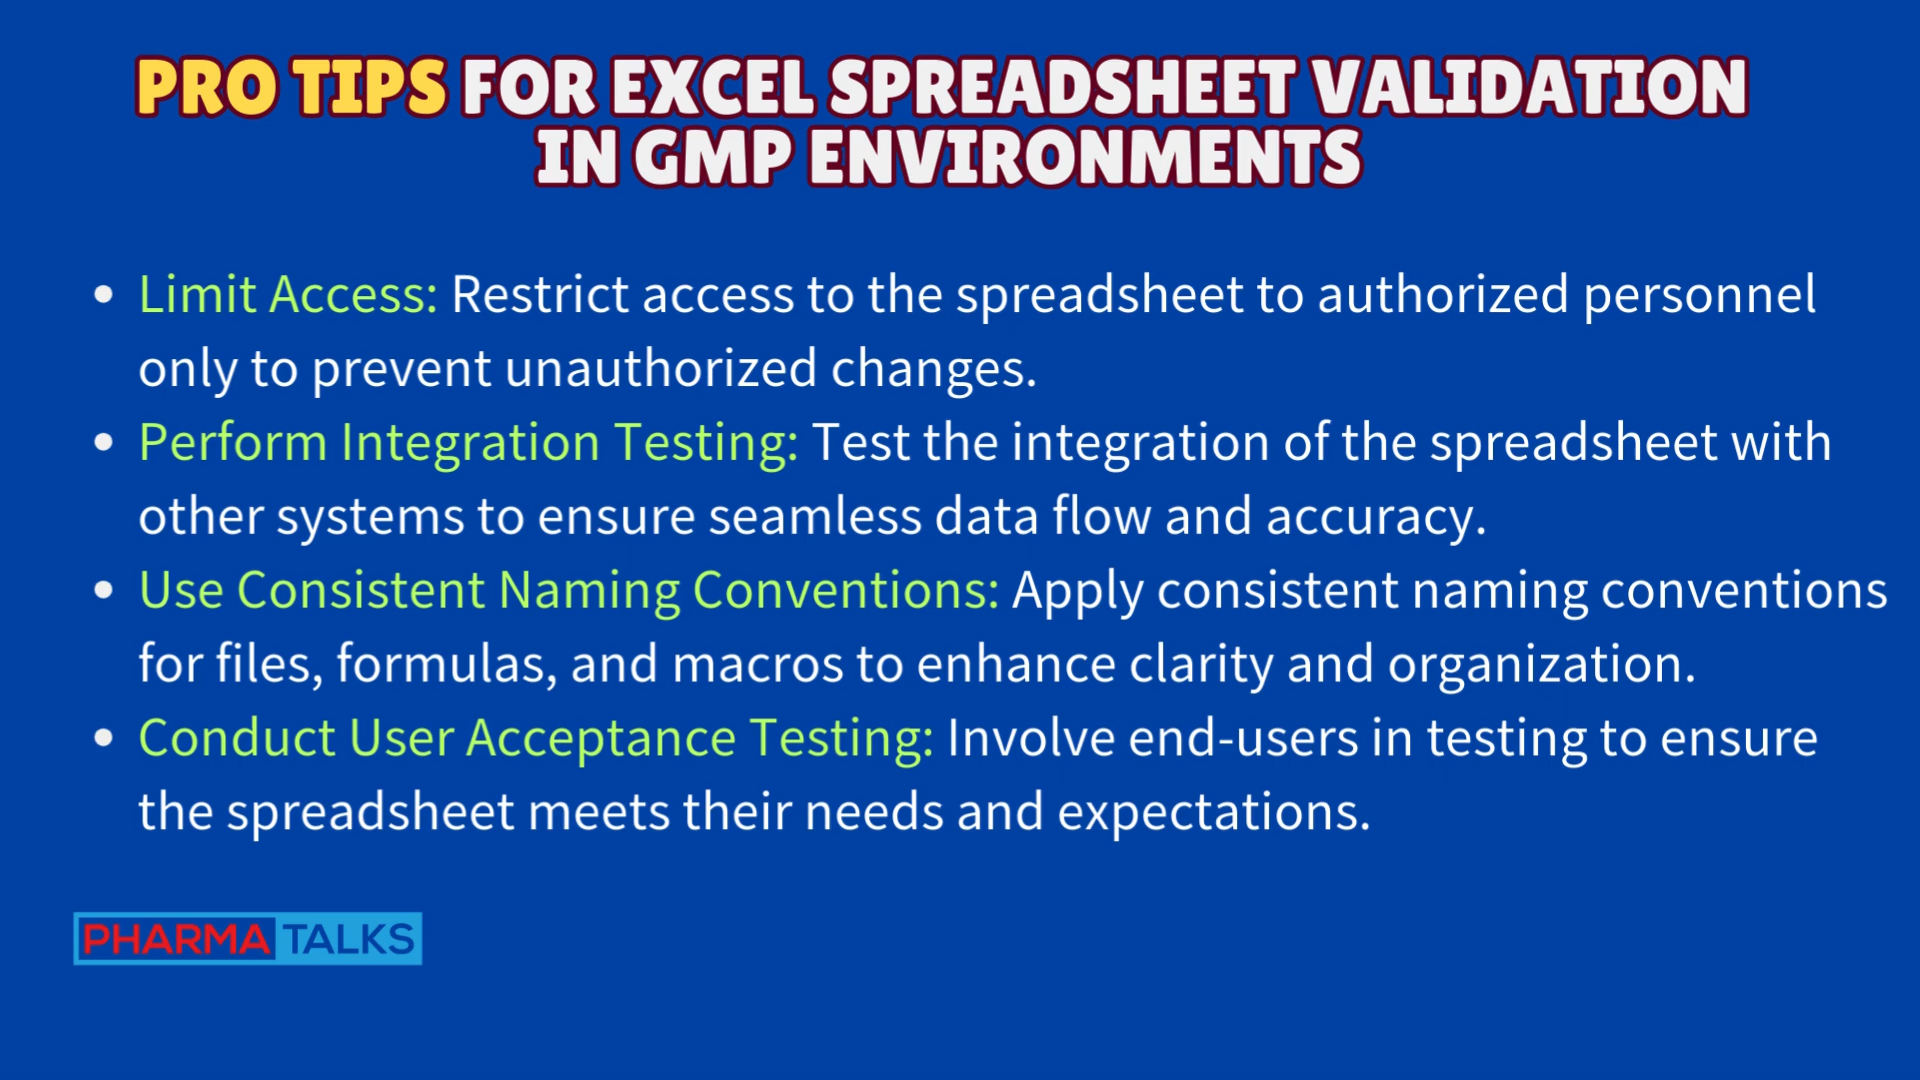 PRO TIPS FOR EXCEL SPREADSHEET VALIDATION
IN GMP ENVIRONMENTS
• Limit Access: Restrict access to the spreadsheet to authorized personnel
only to prevent unauthorized changes.
• Perform Integration Testing: Test the integration of the spreadsheet with
other systems to ensure seamless data flow and accuracy.
• Use Consistent Naming Conventions: Apply consistent naming conventions
for files, formulas, and macros to enhance clarity and organization.
• Conduct User Acceptance Testing: Involve end-users in testing to ensure
the spreadsheet meets their needs and expectations.
PHARMA TALKS